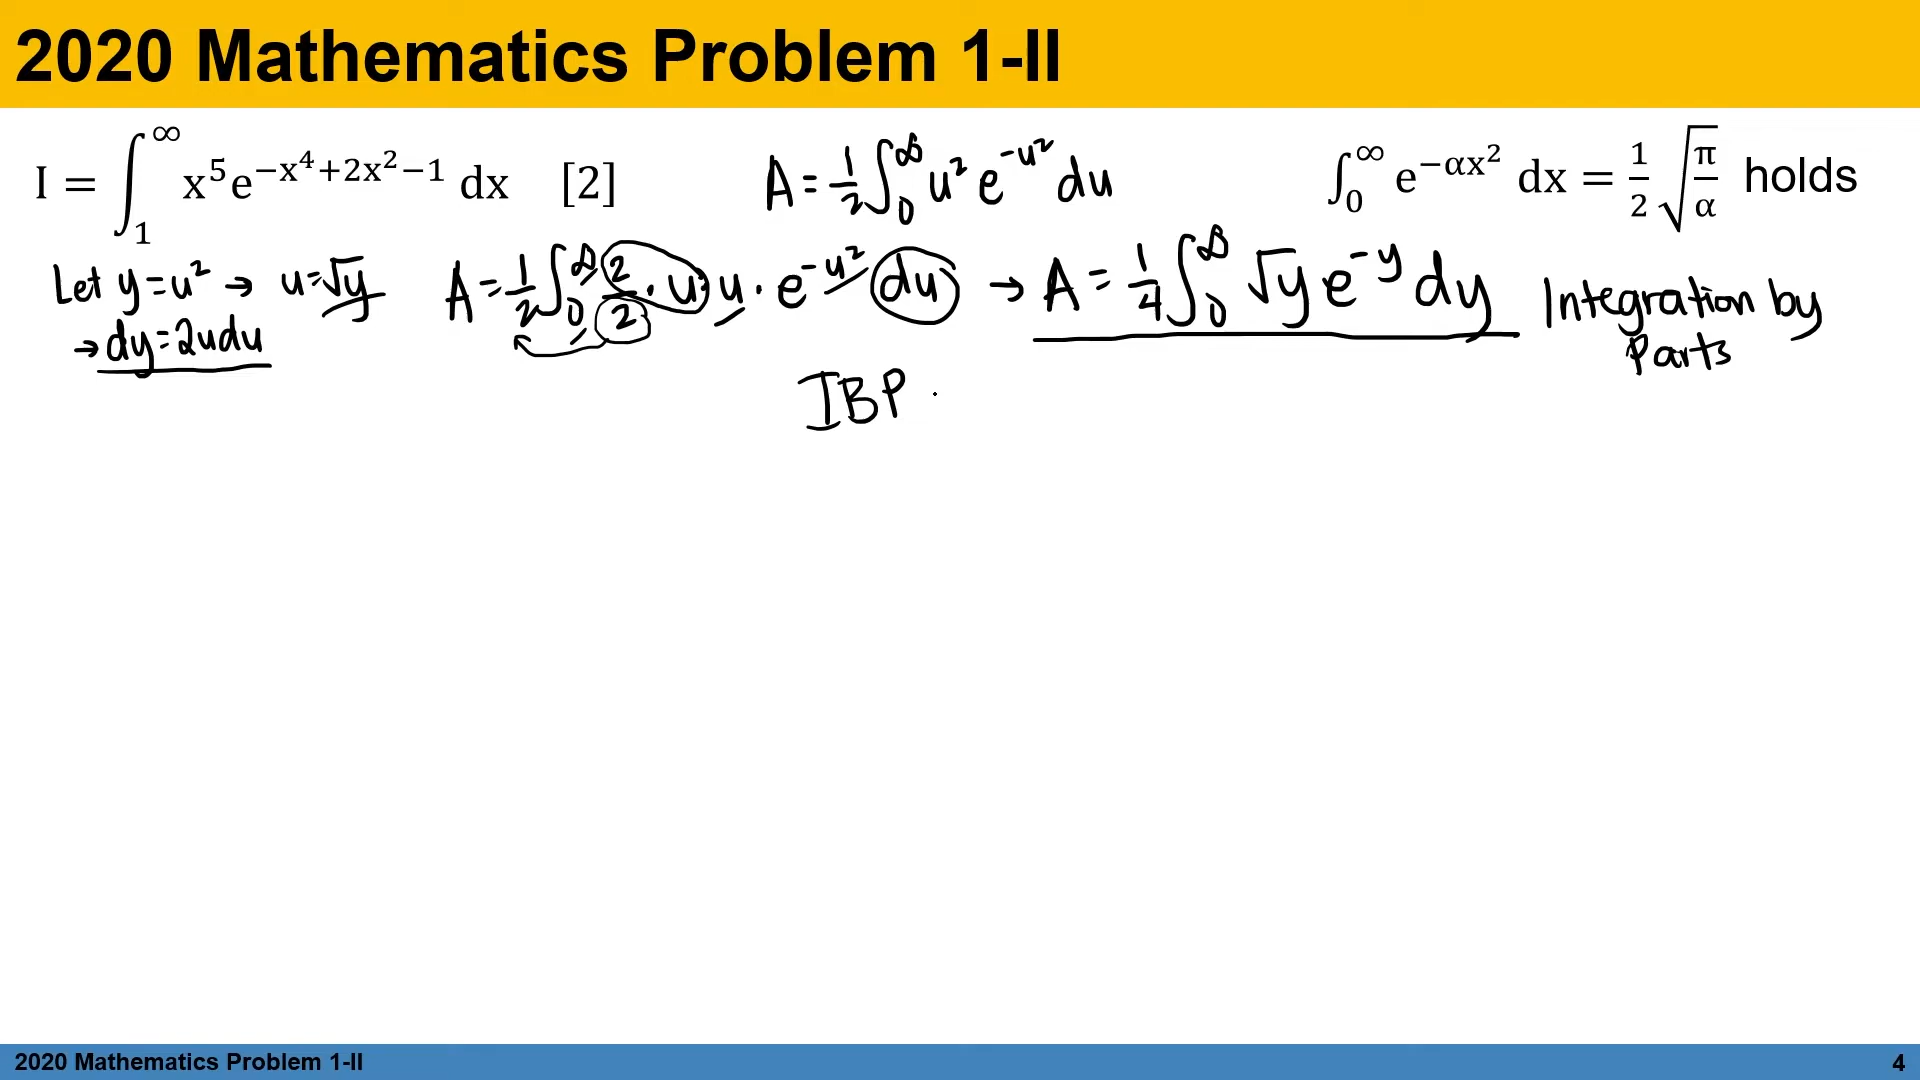 2020 Mathematics Problem 1-II
I = ∫₁^∞ x⁵e^(−x⁴+2x²−1) dx [2]
A = 1/2 ∫₀^∞ u² e^(-u²) du
∫₀^∞ e^(−αx²) dx = 1/2 √(π/α) holds
Let y = u² → u = √y
→ dy = 2udu
A = 1/2 ∫₀^∞ 2/2 · u · u · e^(-u²) du → A = 1/4 ∫₀^∞ √y e^(-y) dy
Integration by
Parts
IBP
2020 Mathematics Problem 1-II
4